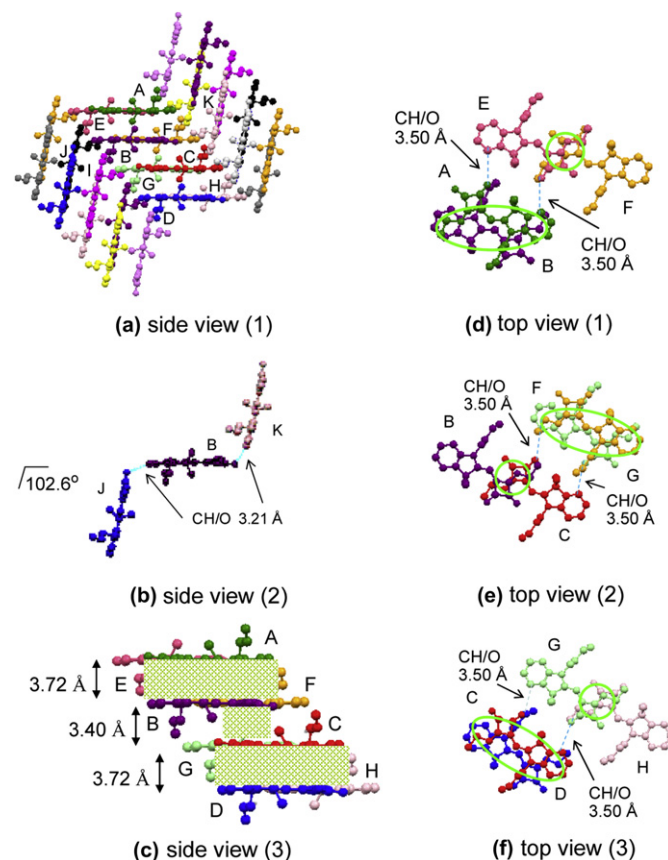 A
K
E
F
J
B
C
I
G
H
D
(a) side view (1)
CH/O
3.50 Å
E
A
F
B
CH/O
3.50 Å
(d) top view (1)
K
B
102.6°
J
CH/O 3.21 Å
(b) side view (2)
F
CH/O
3.50 Å
B
G
CH/O
3.50 Å
C
(e) top view (2)
A
3.72 Å
E
F
B
3.40 Å
C
G
3.72 Å
H
D
(c) side view (3)
G
CH/O
3.50 Å
C
H
D
CH/O
3.50 Å
(f) top view (3)